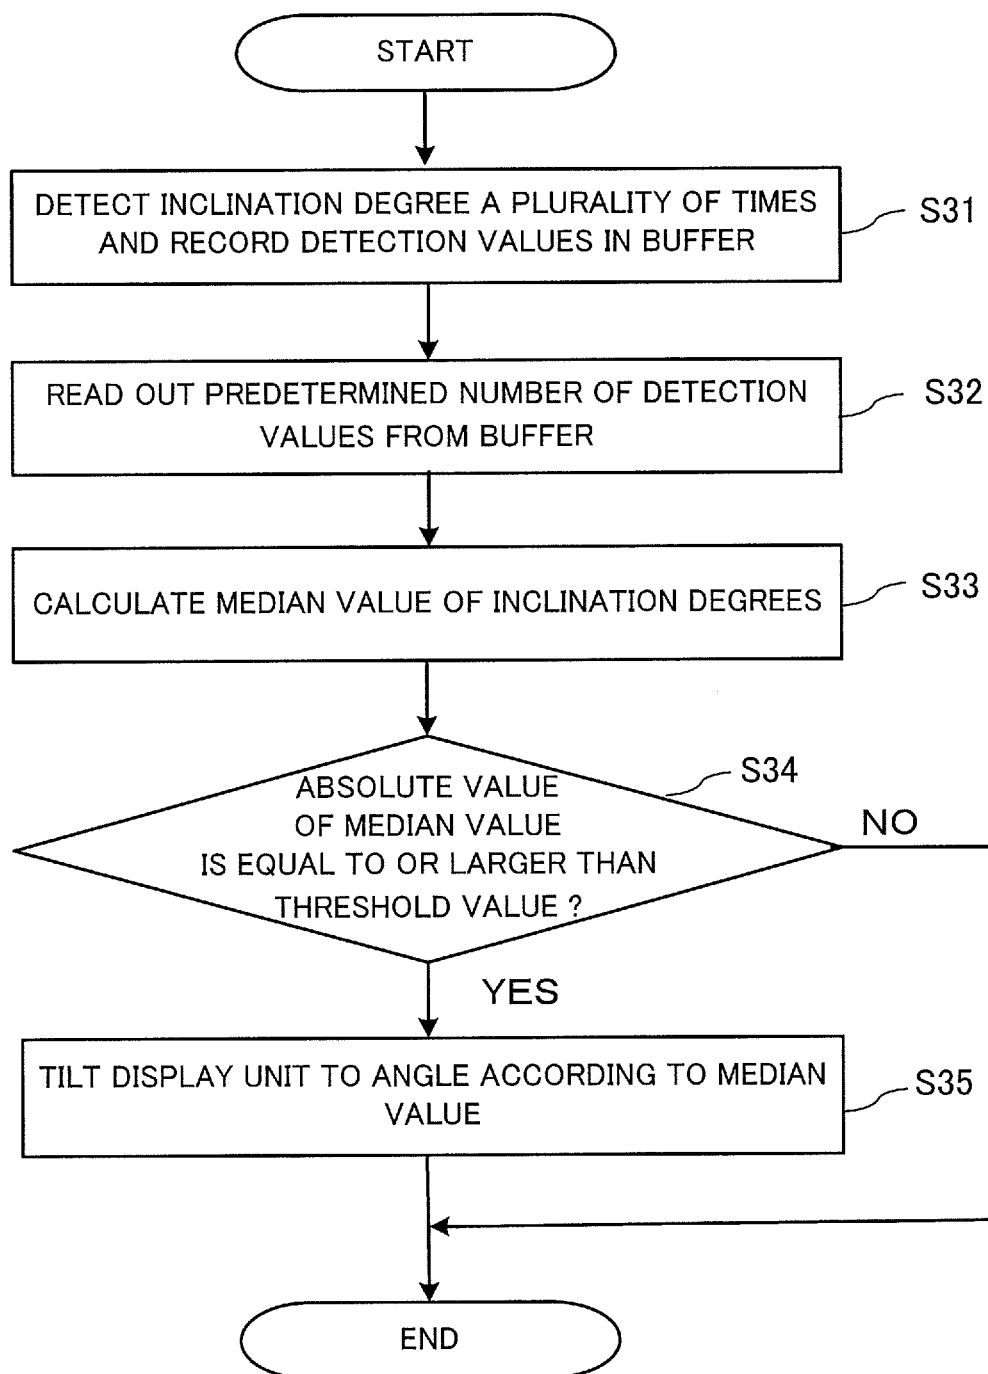 START
DETECT INCLINATION DEGREE A PLURALITY OF TIMES
AND RECORD DETECTION VALUES IN BUFFER
S31
READ OUT PREDETERMINED NUMBER OF DETECTION
VALUES FROM BUFFER
S32
CALCULATE MEDIAN VALUE OF INCLINATION DEGREES
S33
ABSOLUTE VALUE
OF MEDIAN VALUE
IS EQUAL TO OR LARGER THAN
THRESHOLD VALUE ?
S34
NO
YES
TILT DISPLAY UNIT TO ANGLE ACCORDING TO MEDIAN
VALUE
S35
END